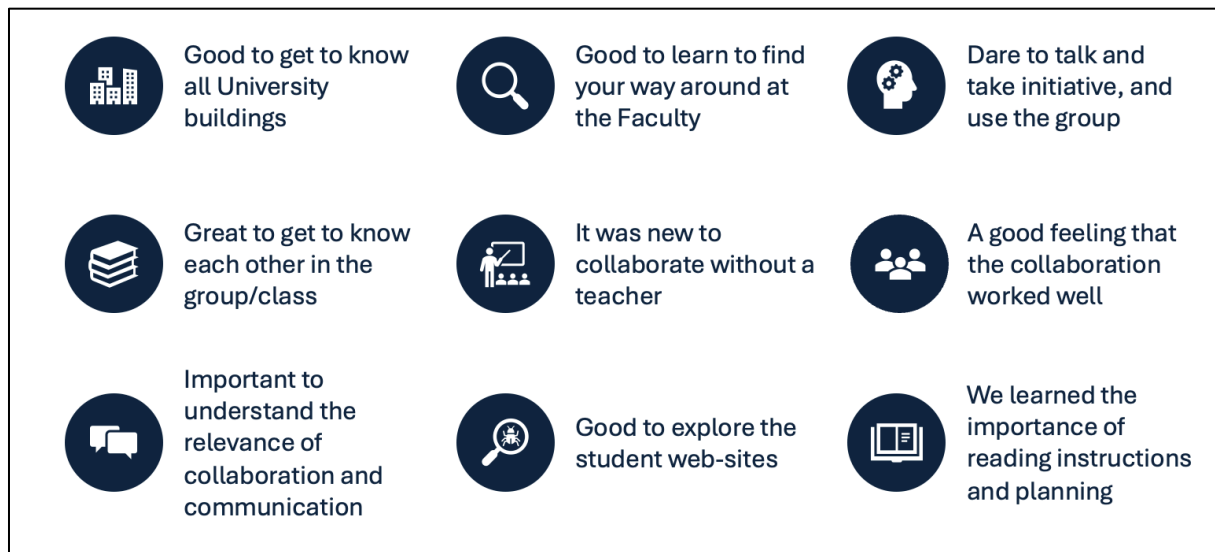 Good to get to know
all University
buildings
Good to learn to find
your way around at
the Faculty
Dare to talk and
take initiative, and
use the group
Great to get to know
each other in the
group/class
It was new to
collaborate without a
teacher
A good feeling that
the collaboration
worked well
Important to
understand the
relevance of
collaboration and
communication
Good to explore the
student web-sites
We learned the
importance of
reading instructions
and planning